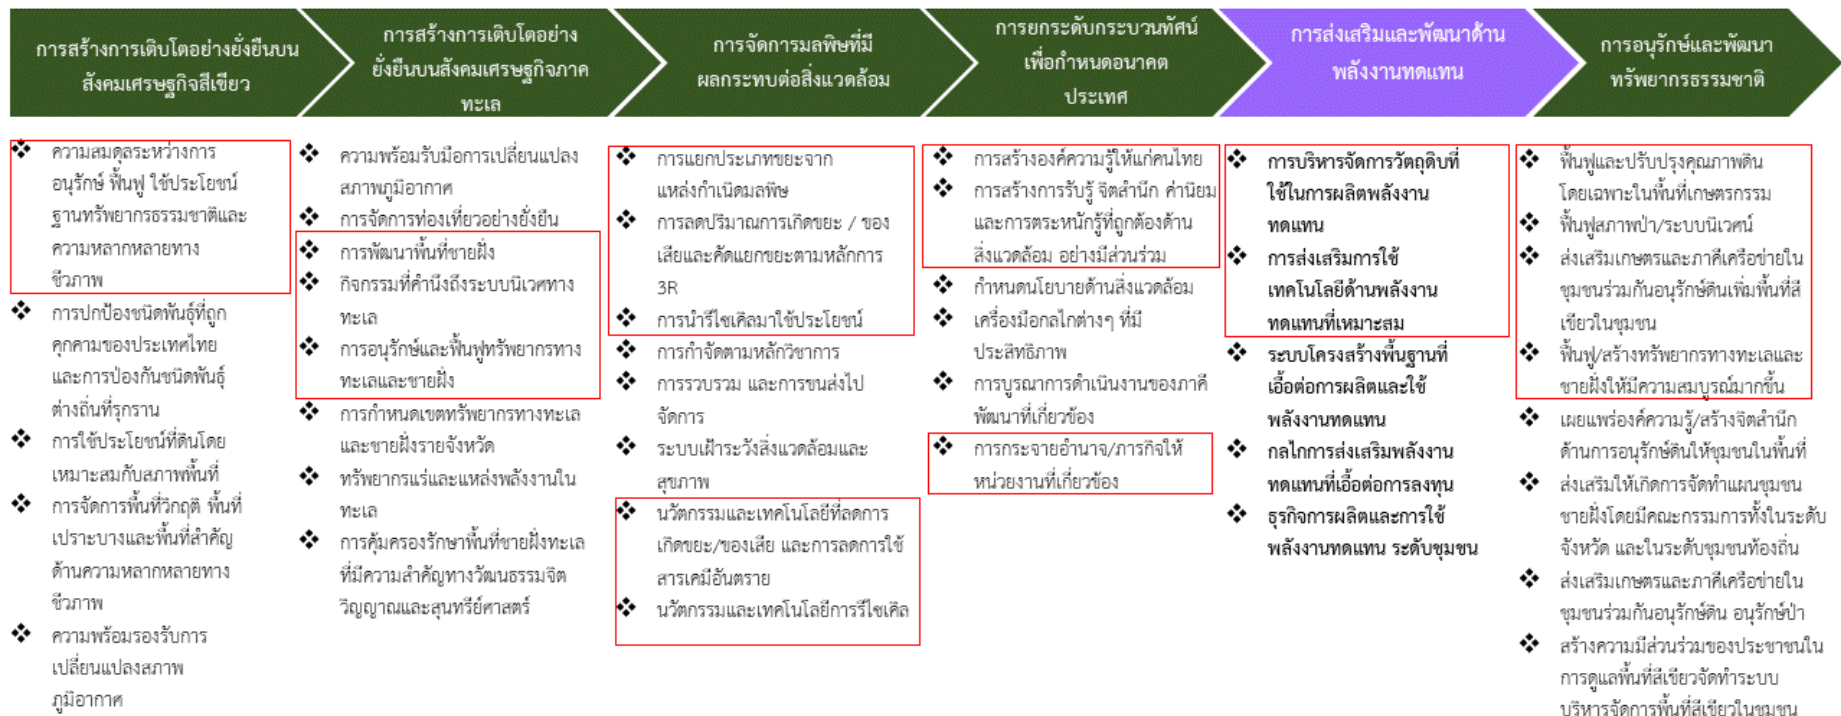 การสร้างการเติบโตอย่างยั่งยืนบน
สังคมเศรษฐกิจสีเขียว
❖ ความสมดุลระหว่างการ
อนุรักษ์ ฟื้นฟู ใช้ประโยชน์
ฐานทรัพยากรธรรมชาติและ
ความหลากหลายทาง
ชีวภาพ
❖ การปกป้องชนิดพันธุ์ที่ถูก
คุกคามของประเทศไทย
และการป้องกันชนิดพันธุ์
ต่างถิ่นที่รุกราน
❖ การใช้ประโยชน์ที่ดินโดย
เหมาะสมกับสภาพพื้นที่
❖ การจัดการพื้นที่วิกฤติ พื้นที่
เปราะบางและพื้นที่สำคัญ
ด้านความหลากหลายทาง
ชีวภาพ
❖ ความพร้อมรองรับการ
เปลี่ยนแปลงสภาพ
ภูมิอากาศ
การสร้างการเติบโตอย่าง
ยั่งยืนบนสังคมเศรษฐกิจภาค
ทะเล
❖ ความพร้อมรับมือการเปลี่ยนแปลง
สภาพภูมิอากาศ
❖ การจัดการท่องเที่ยวอย่างยั่งยืน
❖ การพัฒนาพื้นที่ชายฝั่ง
❖ กิจกรรมที่คำนึงถึงระบบนิเวศทาง
ทะเล
❖ การอนุรักษ์และฟื้นฟูทรัพยากรทาง
ทะเลและชายฝั่ง
❖ การกำหนดเขตทรัพยากรทางทะเล
และชายฝั่งรายจังหวัด
❖ ทรัพยากรแร่และแหล่งพลังงานใน
ทะเล
❖ การคุ้มครองรักษาพื้นที่ชายฝั่งทะเล
ที่มีความสำคัญทางวัฒนธรรมจิต
วิญญาณและสุนทรีย์ศาสตร์
การจัดการมลพิษที่มี
ผลกระทบต่อสิ่งแวดล้อม
❖ การแยกประเภทขยะจาก
แหล่งกำเนิดมลพิษ
❖ การลดปริมาณการเกิดขยะ / ของ
เสียและคัดแยกขยะตามหลักการ
3R
❖ การนำรีไซเคิลมาใช้ประโยชน์
❖ การกำจัดตามหลักวิชาการ
❖ การรวบรวม และการขนส่งไป
จัดการ
❖ ระบบเฝ้าระวังสิ่งแวดล้อมและ
สุขภาพ
❖ นวัตกรรมและเทคโนโลยีที่ลดการ
เกิดขยะ/ของเสีย และการลดการใช้
สารเคมีอันตราย
❖ นวัตกรรมและเทคโนโลยีการรีไซเคิล
การยกระดับกระบวนทัศน์
เพื่อกำหนดอนาคต
ประเทศ
❖ การสร้างองค์ความรู้ให้แก่คนไทย
❖ การสร้างการรับรู้ จิตสำนึก ค่านิยม
และการตระหนักรู้ที่ถูกต้องด้าน
สิ่งแวดล้อม อย่างมีส่วนร่วม
❖ กำหนดนโยบายด้านสิ่งแวดล้อม
❖ เครื่องมือกลไกต่างๆ ที่มี
ประสิทธิภาพ
❖ การบูรณาการดำเนินงานของภาคี
พัฒนาที่เกี่ยวข้อง
❖ การกระจายอำนาจ/ภารกิจให้
หน่วยงานที่เกี่ยวข้อง
การส่งเสริมและพัฒนาด้าน
พลังงานทดแทน
❖ การบริหารจัดการวัตถุดิบที่
ใช้ในการผลิตพลังงาน
ทดแทน
❖ การส่งเสริมการใช้
เทคโนโลยีด้านพลังงาน
ทดแทนที่เหมาะสม
❖ ระบบโครงสร้างพื้นฐานที่
เอื้อต่อการผลิตและใช้
พลังงานทดแทน
❖ กลไกการส่งเสริมพลังงาน
ทดแทนที่เอื้อต่อการลงทุน
❖ ธุรกิจการผลิตและการใช้
พลังงานทดแทน ระดับชุมชน
การอนุรักษ์และพัฒนา
ทรัพยากรธรรมชาติ
❖ ฟื้นฟูและปรับปรุงคุณภาพดิน
โดยเฉพาะในพื้นที่เกษตรกรรม
❖ ฟื้นฟูสภาพป่า/ระบบนิเวศน์
❖ ส่งเสริมเกษตรและภาคีเครือข่ายใน
ชุมชนร่วมกันอนุรักษ์ดินเพิ่มพื้นที่สี
เขียวในชุมชน
❖ ฟื้นฟู/สร้างทรัพยากรทางทะเลและ
ชายฝั่งให้มีความสมบูรณ์มากขึ้น
❖ เผยแพร่องค์ความรู้/สร้างจิตสำนึก
ด้านการอนุรักษ์ดินให้ชุมชนในพื้นที่
❖ ส่งเสริมให้เกิดการจัดทำแผนชุมชน
ชายฝั่งโดยมีคณะกรรมการทั้งในระดับ
จังหวัด และในระดับชุมชนท้องถิ่น
❖ ส่งเสริมเกษตรและภาคีเครือข่ายใน
ชุมชนร่วมกันอนุรักษ์ดิน อนุรักษ์ป่า
❖ สร้างความมีส่วนร่วมของประชาชนใน
การดูแลพื้นที่สีเขียวจัดทำระบบ
บริหารจัดการพื้นที่สีเขียวในชุมชน